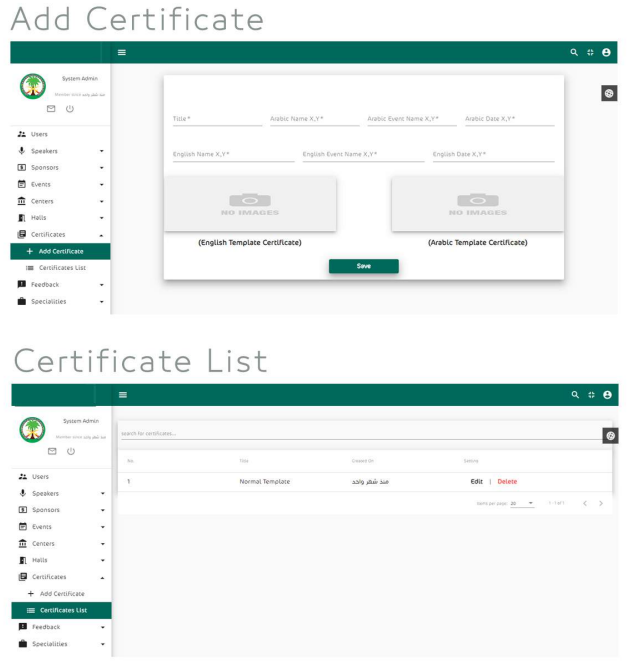 Add Certificate
System Admin
Member since منذ شهر واحد
Users
Speakers
Sponsors
Events
Centers
Halls
Certificates
Add Certificate
Certificates List
Feedback
Specialities
Title *
Arabic Name X,Y *
Arabic Event Name X,Y *
Arabic Date X,Y *
English Name X,Y *
English Event Name X,Y *
English Date X,Y *
NO IMAGES
NO IMAGES
(English Template Certificate)
(Arabic Template Certificate)
Save
Certificate List
System Admin
Member since منذ شهر واحد
Users
Speakers
Sponsors
Events
Centers
Halls
Certificates
Add Certificate
Certificates List
Feedback
Specialities
search for certificates...
No.
Title
Created On
1
Normal Template
منذ شهر واحد
Edit | Delete
Items per page: 20
1 - 1 of 1